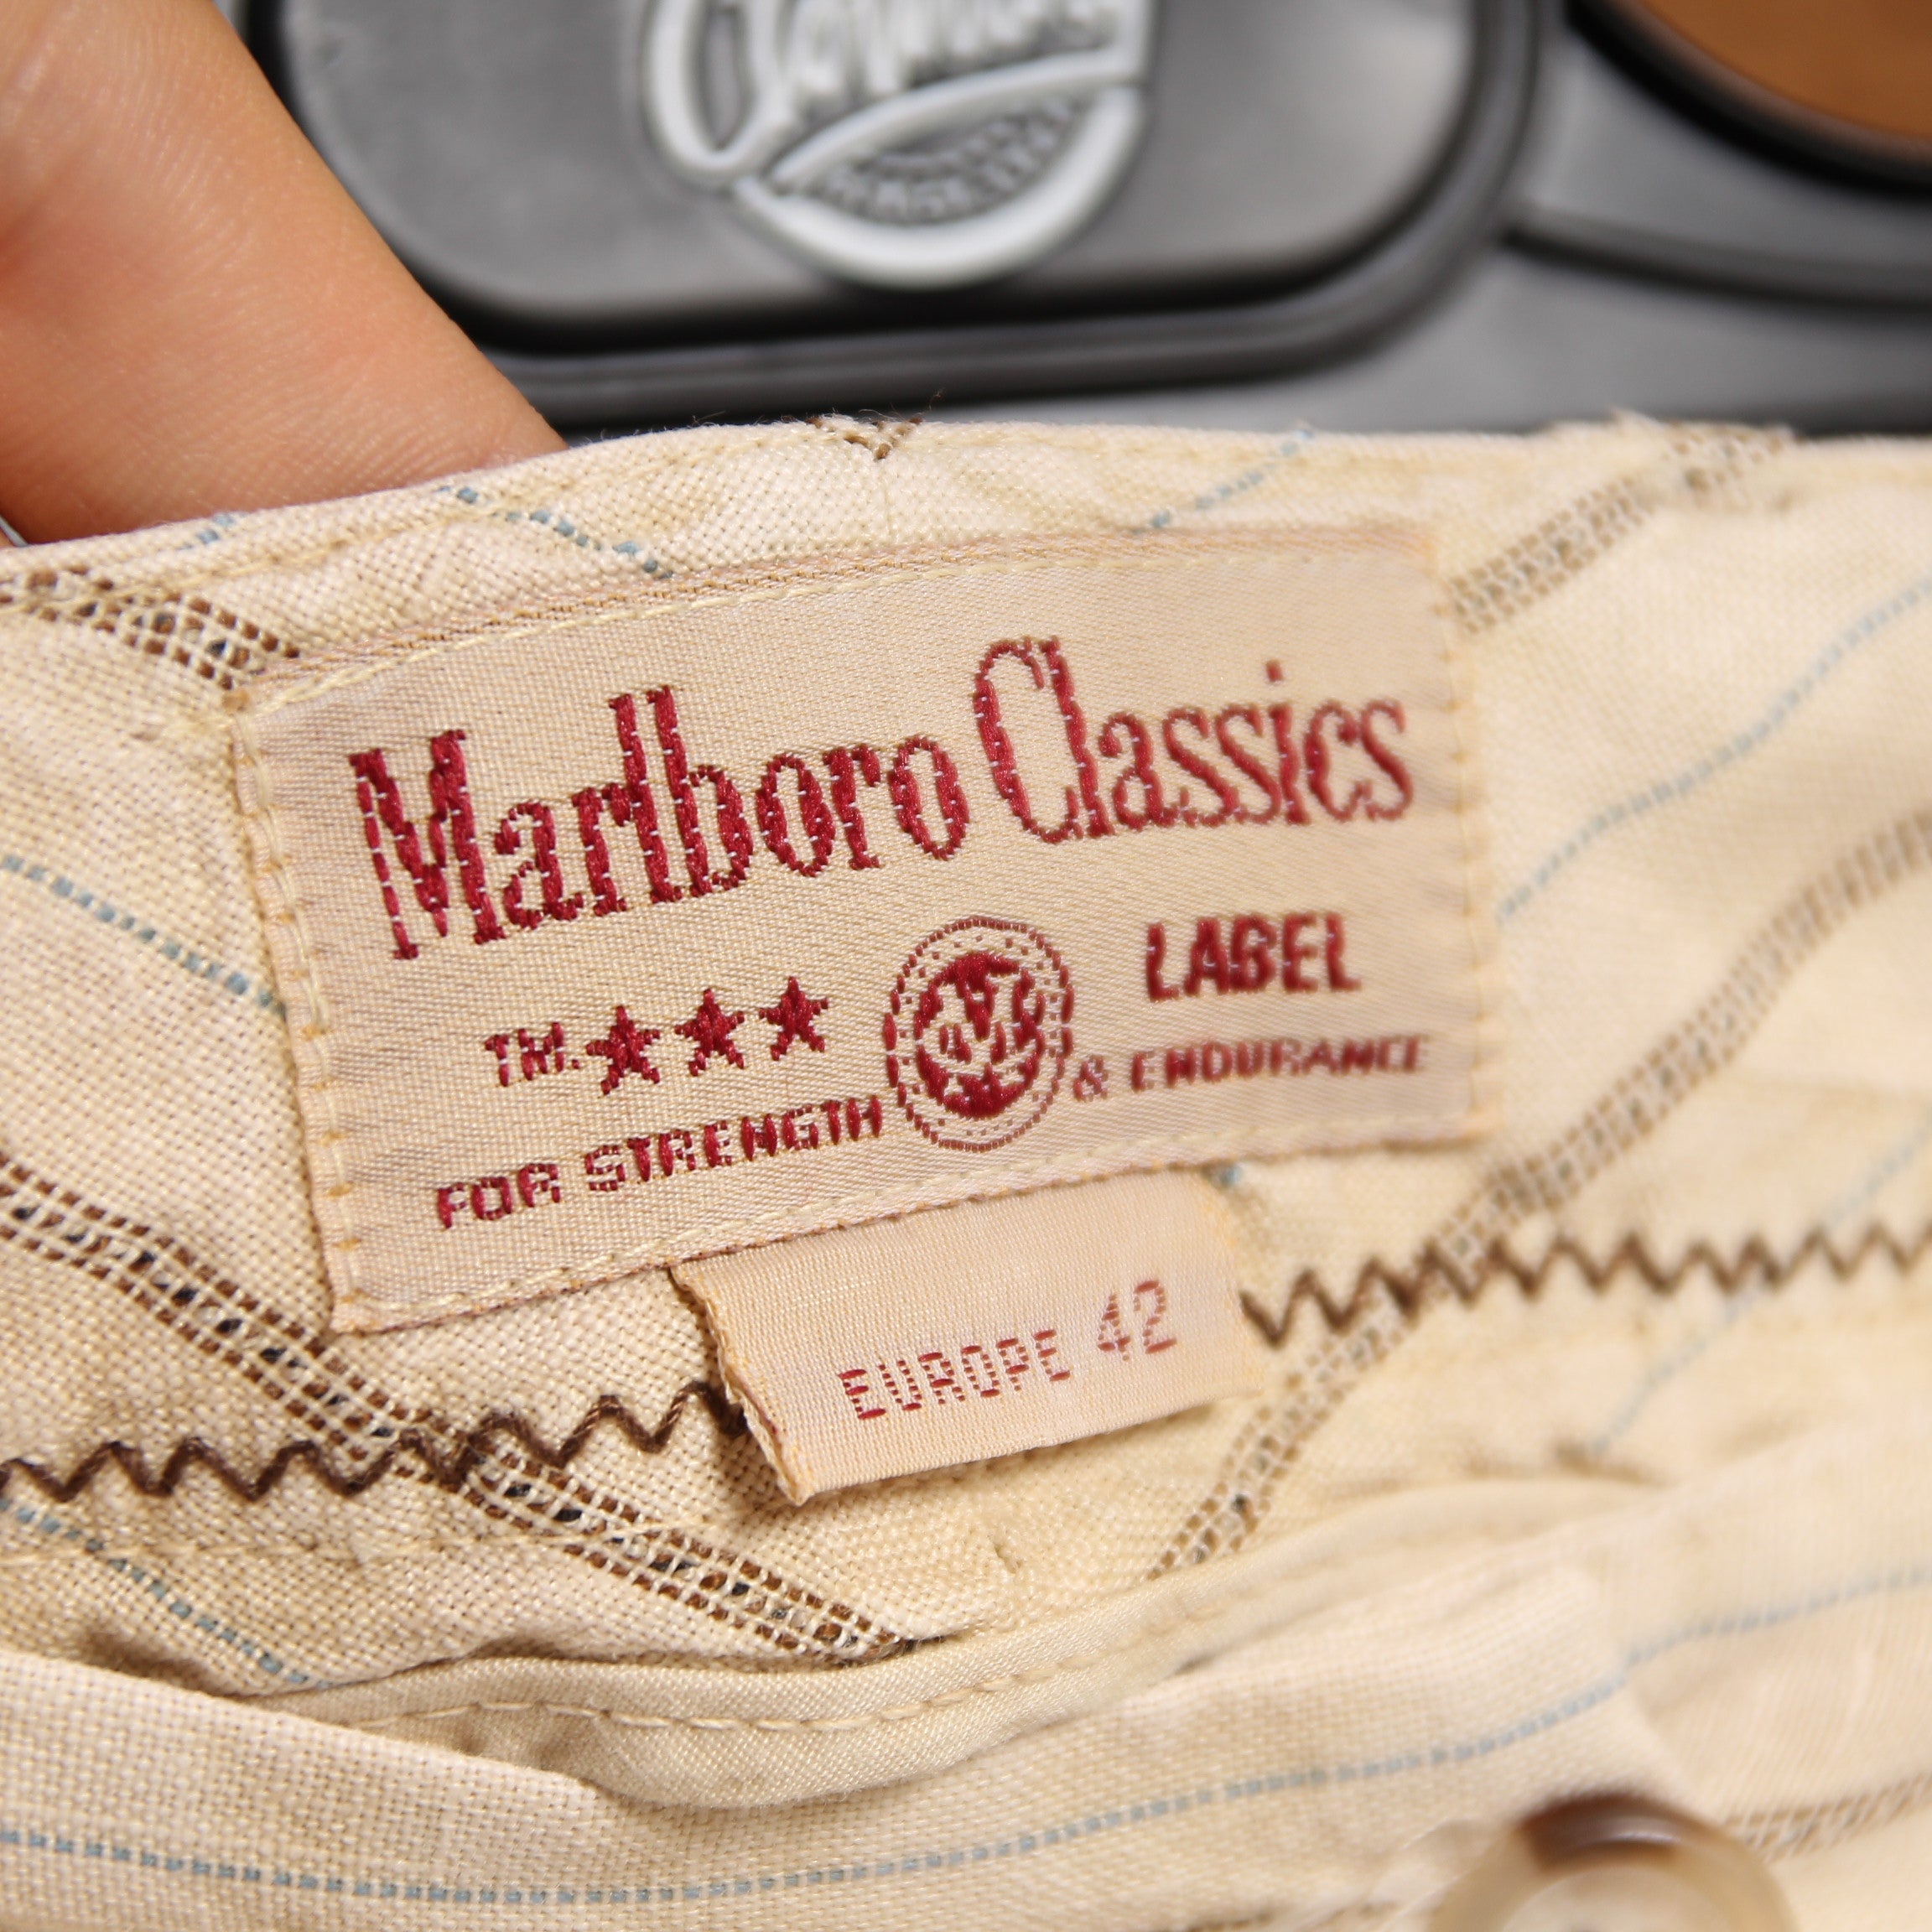 Marlboro Classics
TM. ★★★ LABEL
FOR STRENGTH & ENDURANCE
EUROPE 42